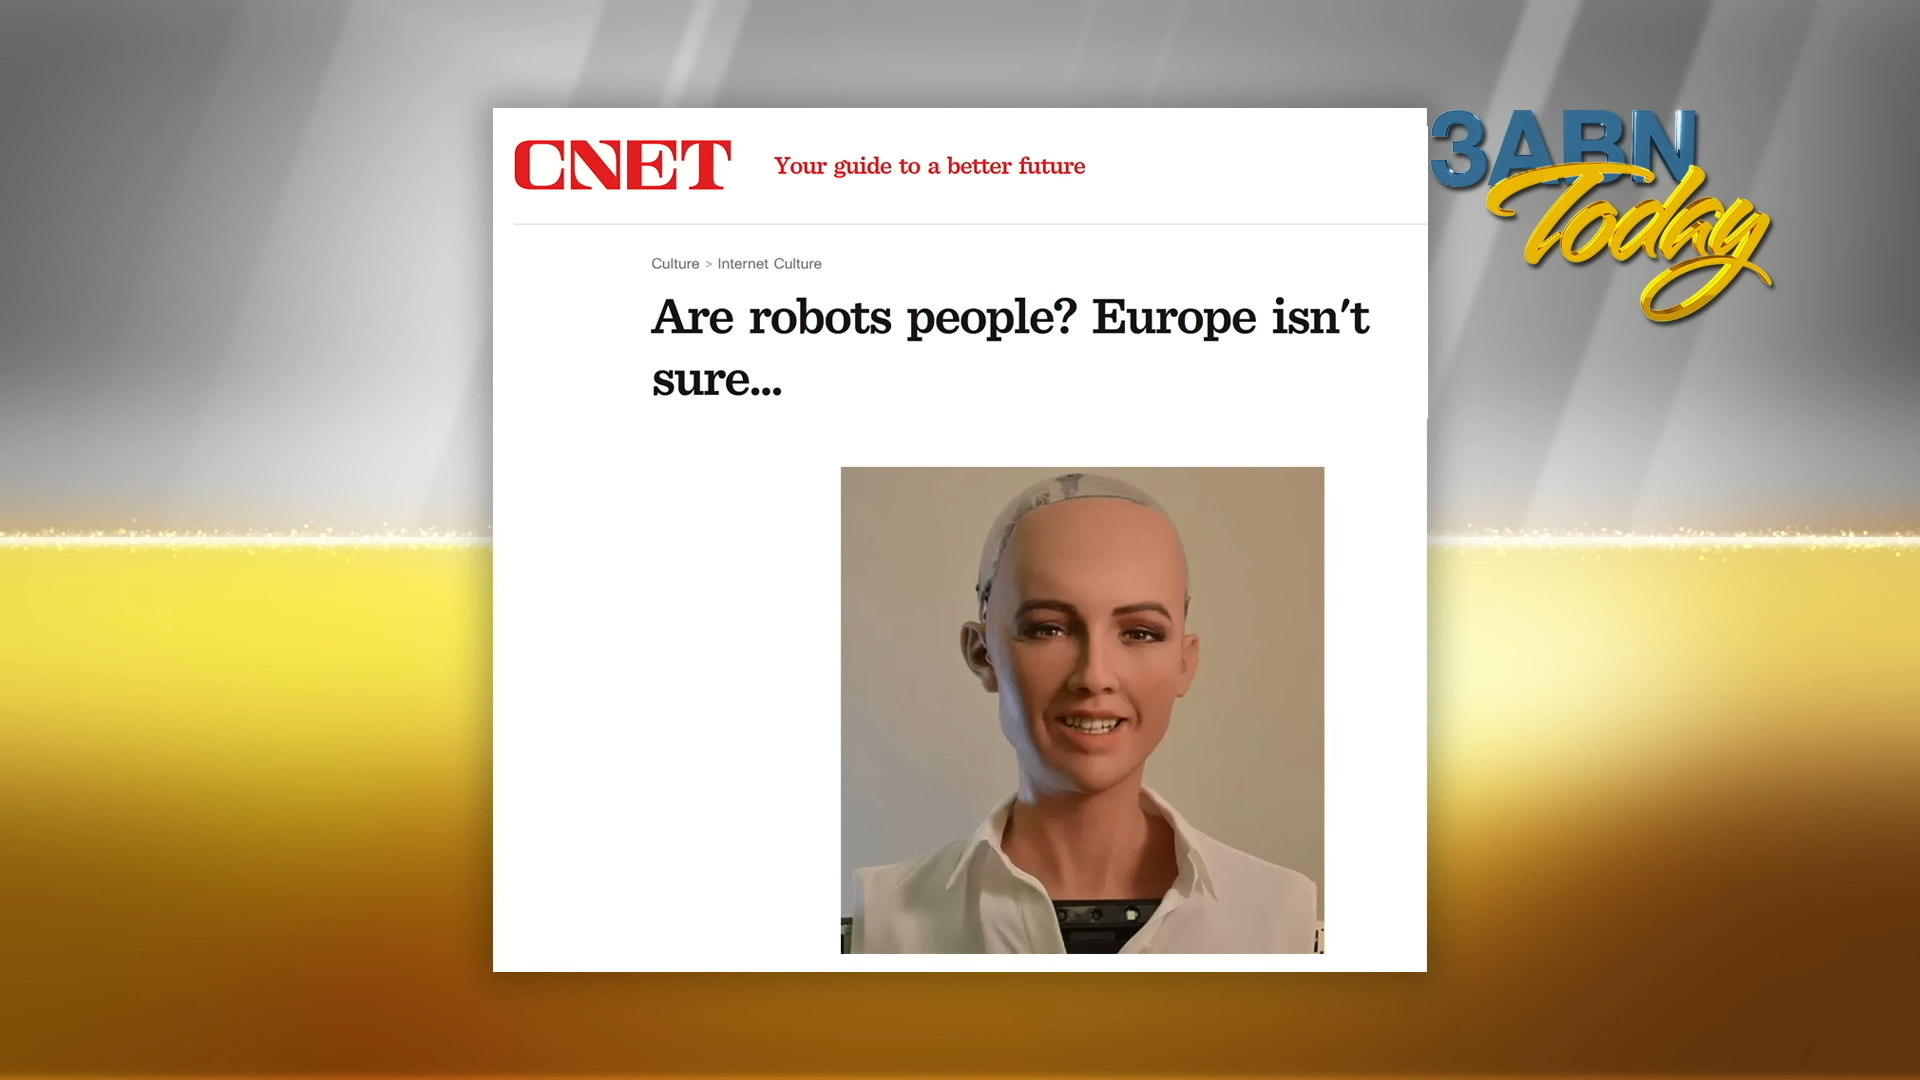 CNET
Your guide to a better future
3ABN
Today
Culture > Internet Culture
Are robots people? Europe isn't
sure...